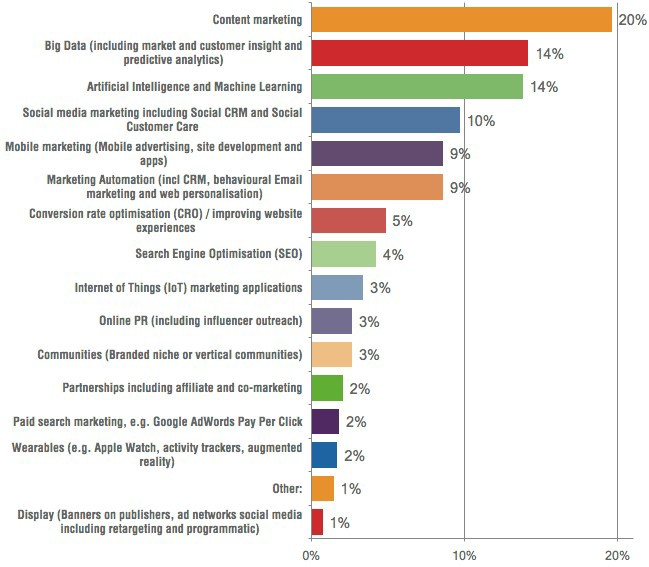 Content marketing
20%
Big Data (including market and customer insight and
predictive analytics)
14%
Artificial Intelligence and Machine Learning
14%
Social media marketing including Social CRM and Social
Customer Care
10%
Mobile marketing (Mobile advertising, site development and
apps)
9%
Marketing Automation (incl CRM, behavioural Email
marketing and web personalisation)
9%
Conversion rate optimisation (CRO) / improving website
experiences
5%
Search Engine Optimisation (SEO)
4%
Internet of Things (IoT) marketing applications
3%
Online PR (including influencer outreach)
3%
Communities (Branded niche or vertical communities)
3%
Partnerships including affiliate and co-marketing
2%
Paid search marketing, e.g. Google AdWords Pay Per Click
2%
Wearables (e.g. Apple Watch, activity trackers, augmented
reality)
2%
Other:
1%
Display (Banners on publishers, ad networks social media
including retargeting and programmatic)
1%
0% 10% 20%